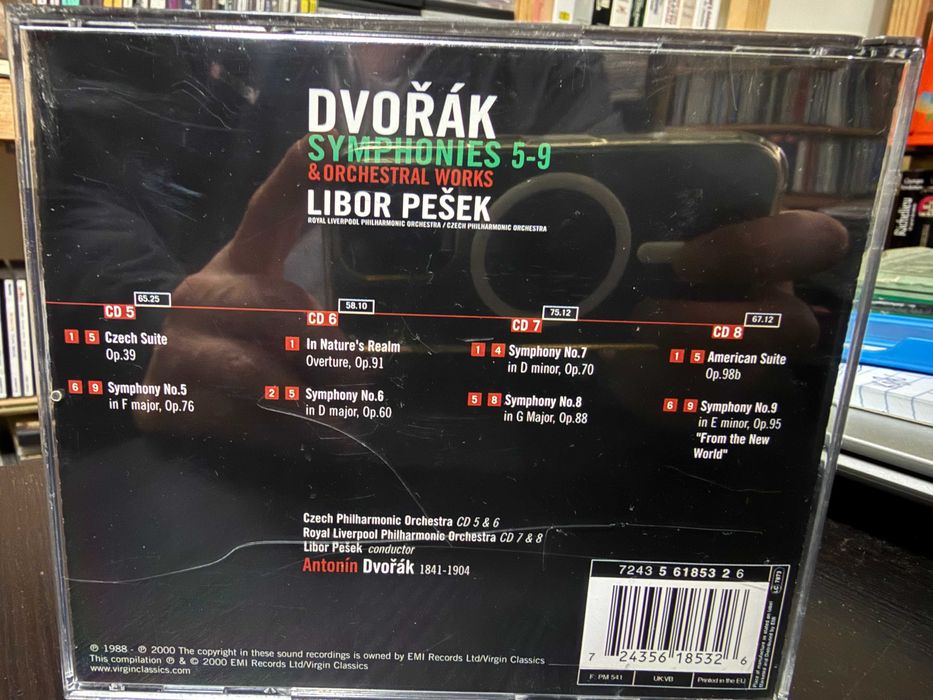 DVOŘÁK
SYMPHONIES 5-9
& ORCHESTRAL WORKS
LIBOR PEŠEK
ROYAL LIVERPOOL PHILHARMONIC ORCHESTRA / CZECH PHILHARMONIC ORCHESTRA
65.25
CD 5
1 5 Czech Suite
Op.39
6 9 Symphony No.5
in F major, Op.76
58.10
CD 6
1 In Nature's Realm
Overture, Op.91
2 5 Symphony No.6
in D major, Op.60
75.12
CD 7
1 4 Symphony No.7
in D minor, Op.70
5 8 Symphony No.8
in G Major, Op.88
67.12
CD 8
1 5 American Suite
Op.98b
6 9 Symphony No.9
in E minor, Op.95
"From the New
World"
Czech Philharmonic Orchestra CD 5 & 6
Royal Liverpool Philharmonic Orchestra CD 7 & 8
Libor Pešek conductor
Antonín Dvořák 1841-1904
7243 5 61853 2 6
7 24356 18532 6
F: PM 541
UK:VB
Printed in the EU
℗ 1988 - ℗ 2000 The copyright in these sound recordings is owned by EMI Records Ltd/Virgin Classics
This compilation ℗ & © 2000 EMI Records Ltd/Virgin Classics
www.virginclassics.com